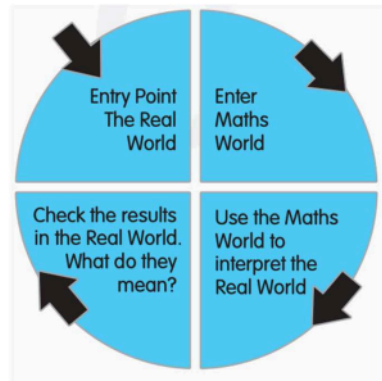 Entry Point
The Real
World
Enter
Maths
World
Use the Maths
World to
interpret the
Real World
Check the results
in the Real World.
What do they
mean?